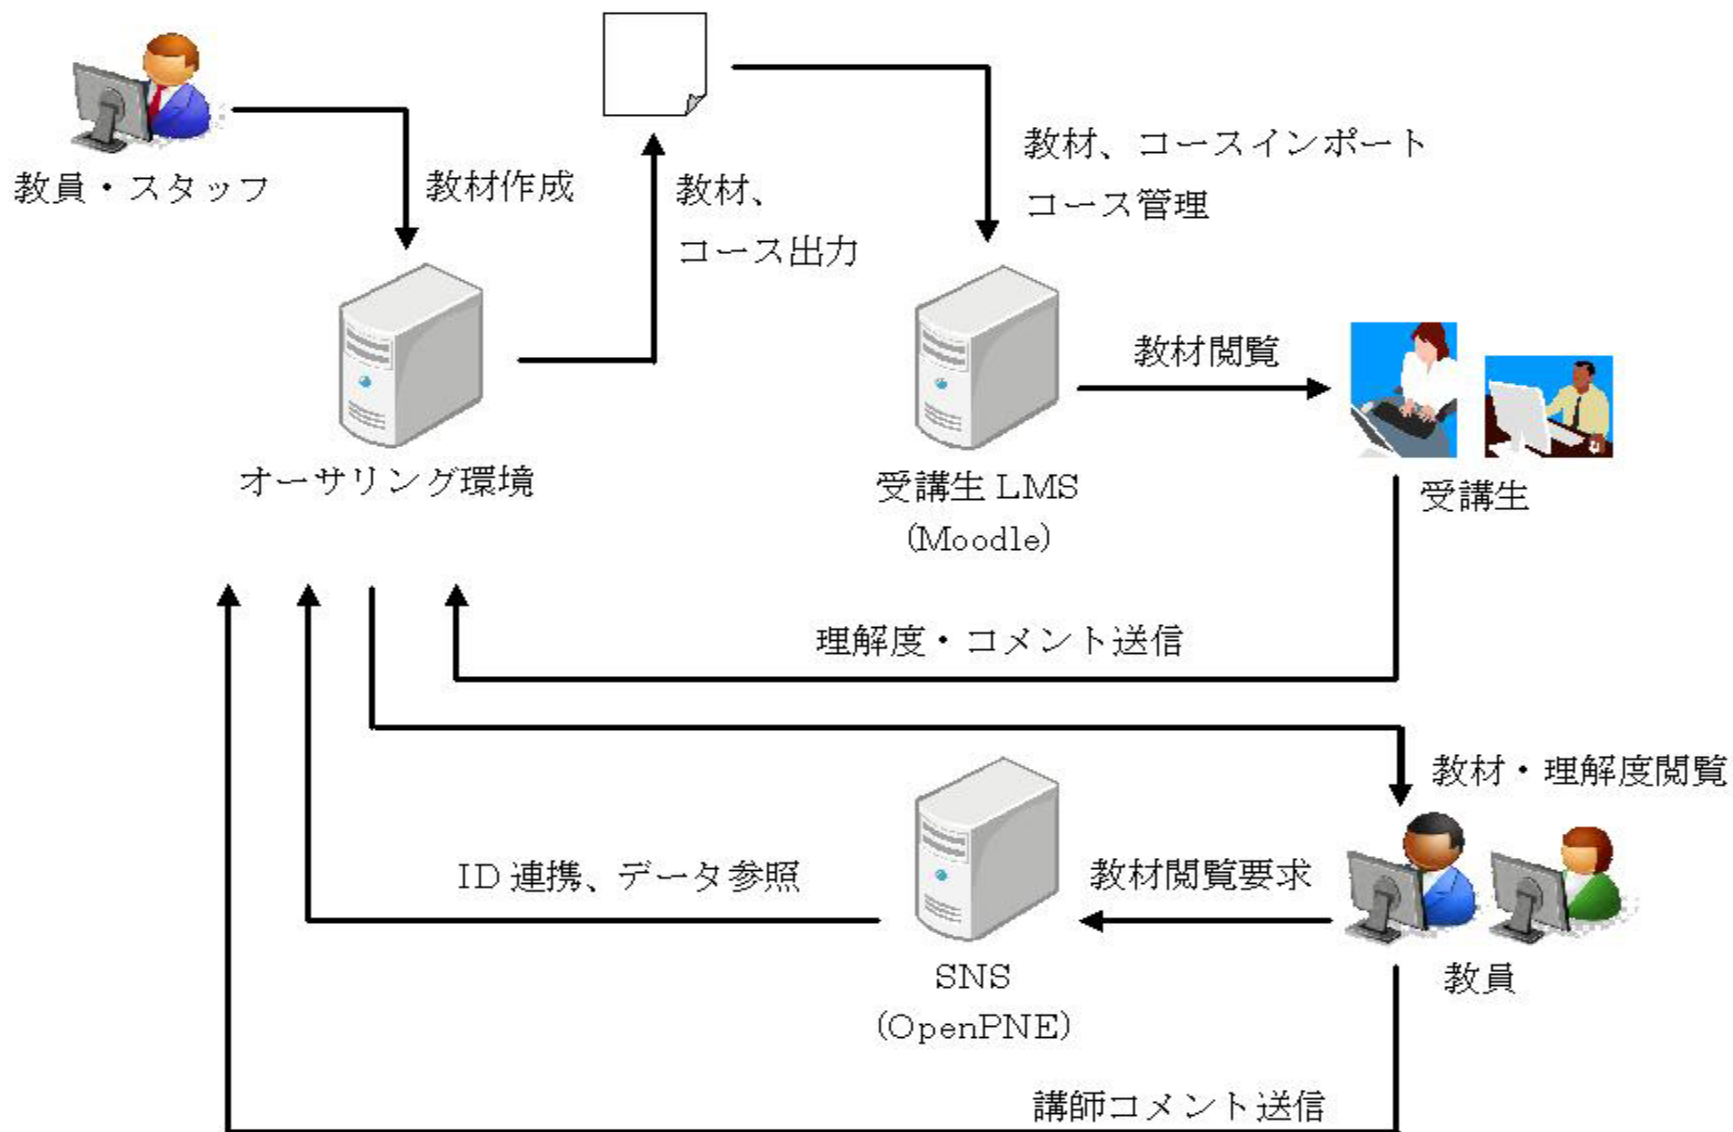 教員・スタッフ
教材作成
教材、
コース出力
教材、コースインポート
コース管理
オーサリング環境
受講生 LMS
(Moodle)
教材閲覧
受講生
理解度・コメント送信
教材・理解度閲覧
ID 連携、データ参照
教材閲覧要求
SNS
(OpenPNE)
教員
講師コメント送信